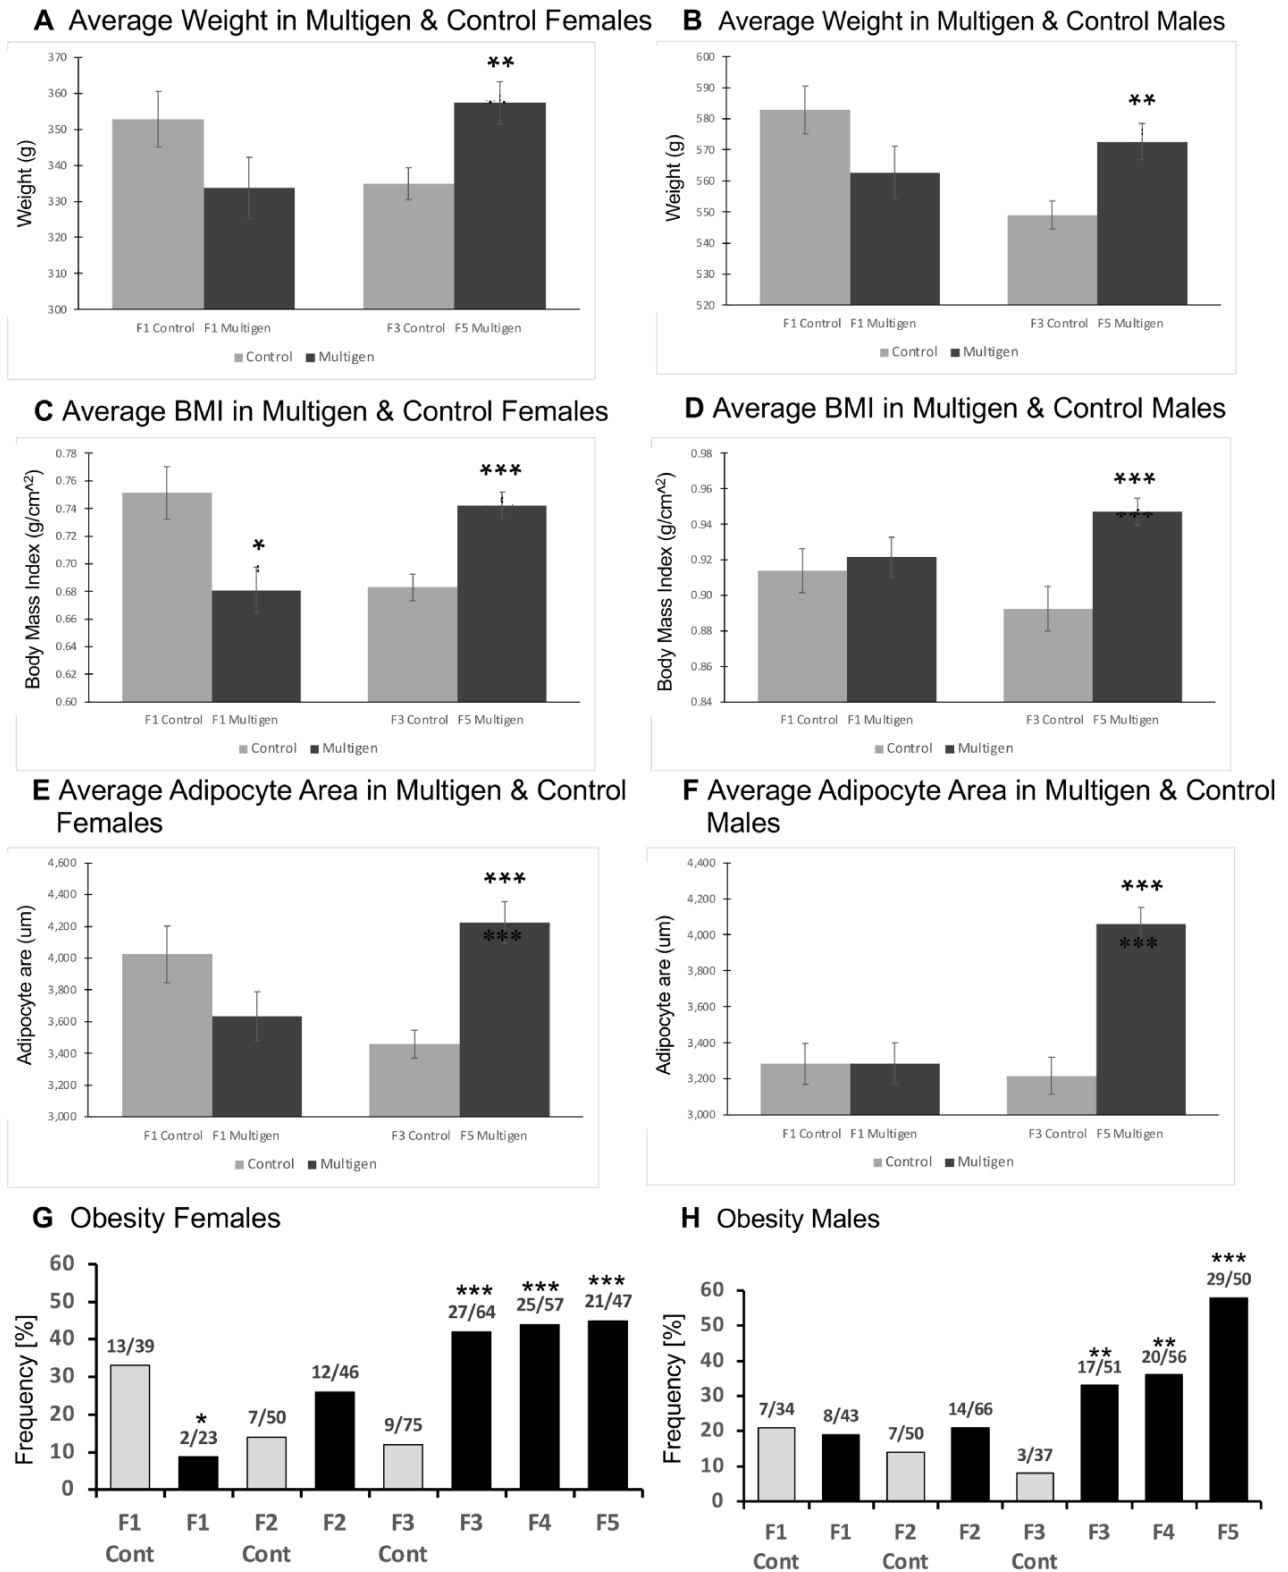 A Average Weight in Multigen & Control Females
370
360
350
340
330
320
310
300
Weight (g)
**
F1 Control F1 Multigen F3 Control F5 Multigen
Control Multigen
B Average Weight in Multigen & Control Males
600
590
580
570
560
550
540
530
520
Weight (g)
**
F1 Control F1 Multigen F3 Control F5 Multigen
Control Multigen
C Average BMI in Multigen & Control Females
0.78
0.76
0.74
0.72
0.70
0.68
0.66
0.64
0.62
0.60
Body Mass Index (g/cm^2)
*
***
F1 Control F1 Multigen F3 Control F5 Multigen
Control Multigen
D Average BMI in Multigen & Control Males
0.98
0.96
0.94
0.92
0.90
0.88
0.86
0.84
Body Mass Index (g/cm^2)
***
***
F1 Control F1 Multigen F3 Control F5 Multigen
Control Multigen
E Average Adipocyte Area in Multigen & Control
Females
4,600
4,400
4,200
4,000
3,800
3,600
3,400
3,200
3,000
Adipocyte are (um)
***
***
F1 Control F1 Multigen F3 Control F5 Multigen
Control Multigen
F Average Adipocyte Area in Multigen & Control
Males
4,400
4,200
4,000
3,800
3,600
3,400
3,200
3,000
Adipocyte are (um)
***
***
F1 Control F1 Multigen F3 Control F5 Multigen
Control Multigen
G Obesity Females
60
50
40
30
20
10
0
Frequency [%]
*** *** ***
27/64 25/57 21/47
13/39
12/46
*
2/23 7/50 9/75
F1 F1 F2 F2 F3 F3 F4 F5
Cont Cont Cont
H Obesity Males
60
50
40
30
20
10
0
Frequency [%]
***
29/50
** **
17/51 20/56
7/34 8/43 7/50 14/66 3/37
F1 F1 F2 F2 F3 F3 F4 F5
Cont Cont Cont